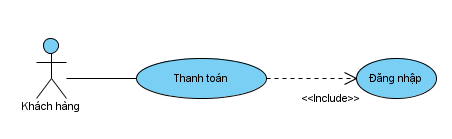 Thanh toán
Đăng nhập
<<Include>>
Khách hàng